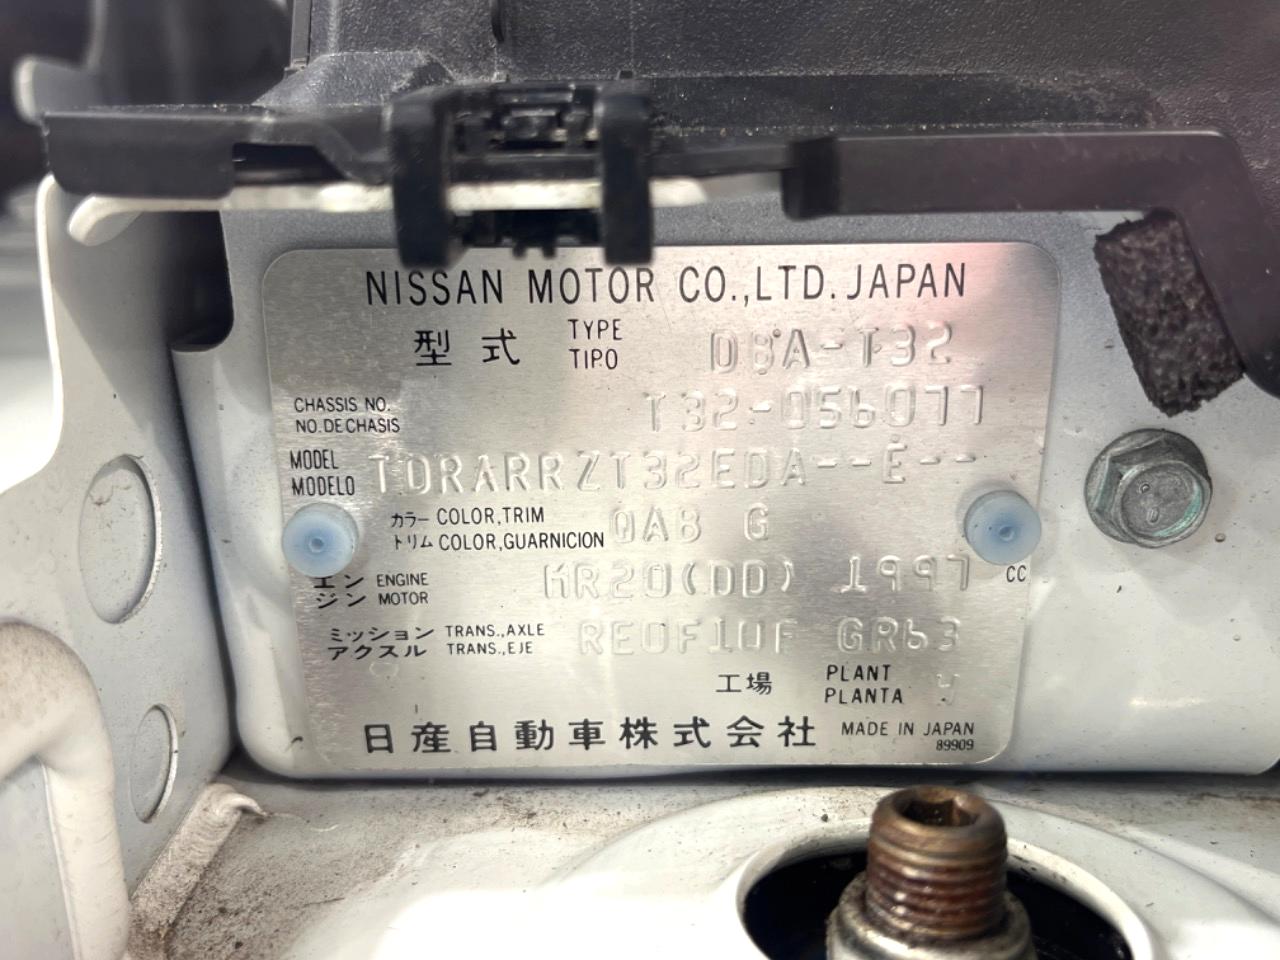 NISSAN MOTOR CO.,LTD. JAPAN
型式 TYPE TIPO DBA-T32
CHASSIS NO. NO. DE CHASIS T32-056077
MODEL MODELO TDRARRZT32EDA--E--
カラー COLOR,TRIM トリム COLOR,GUARNICION QAB G
エンジン ENGINE MOTOR MR20(DD) 1997 CC
ミッション TRANS.,AXLE アクスル TRANS.,EJE RE0F10F GR63
工場 PLANT PLANTA
日産自動車株式会社 MADE IN JAPAN
89909